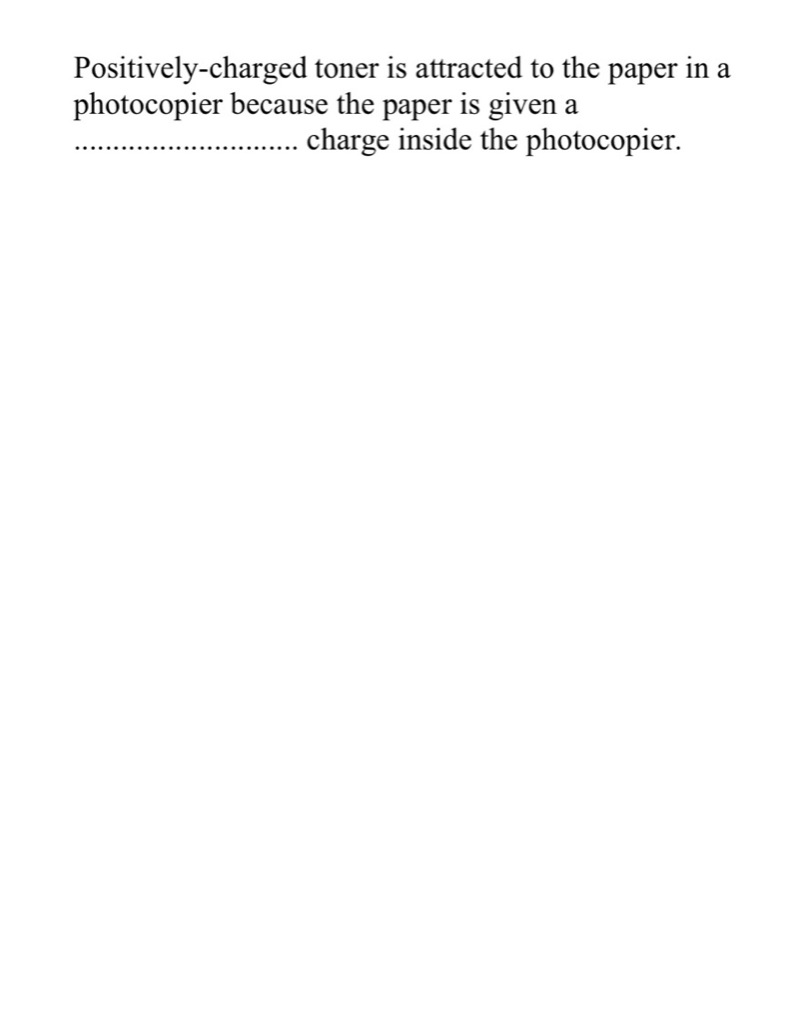 Positively-charged toner is attracted to the paper in a
photocopier because the paper is given a
............................ charge inside the photocopier.